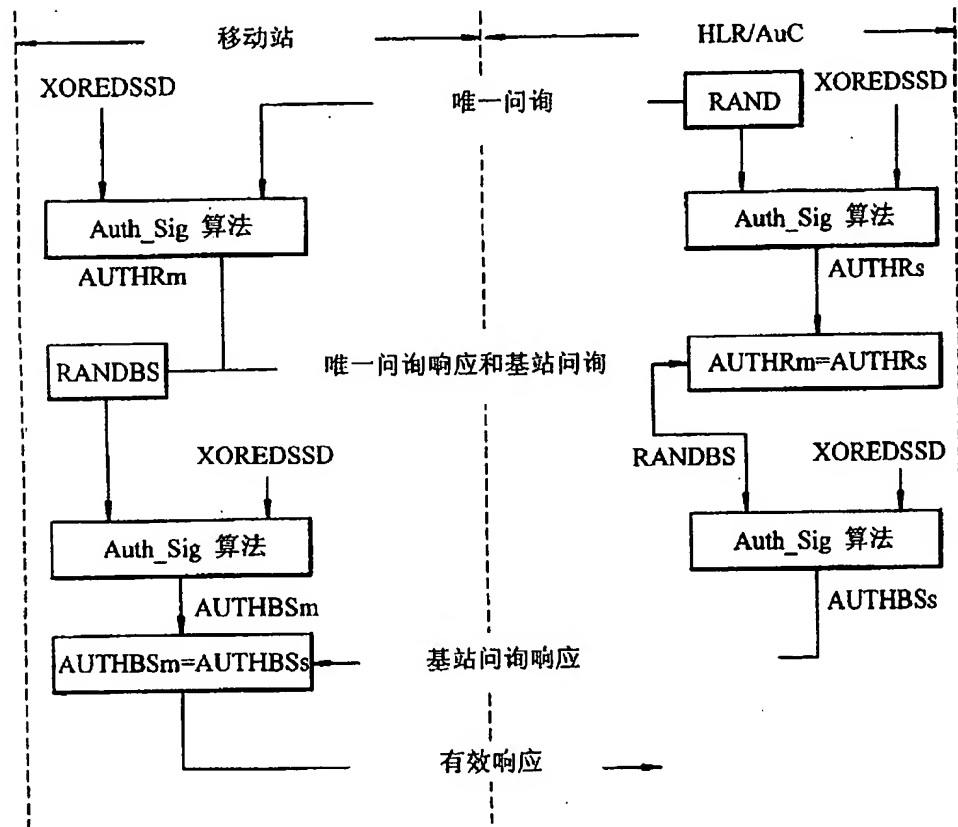 移动站
HLR/AuC
XOREDSSD
唯一问询
RAND
XOREDSSD
Auth_Sig 算法
Auth_Sig 算法
AUTHRm
AUTHRs
RANDBS
唯一问询响应和基站问询
AUTHRm=AUTHRs
XOREDSSD
RANDBS
XOREDSSD
Auth_Sig 算法
Auth_Sig 算法
AUTHBSm
AUTHBSs
AUTHBSm=AUTHBSs
基站问询响应
有效响应